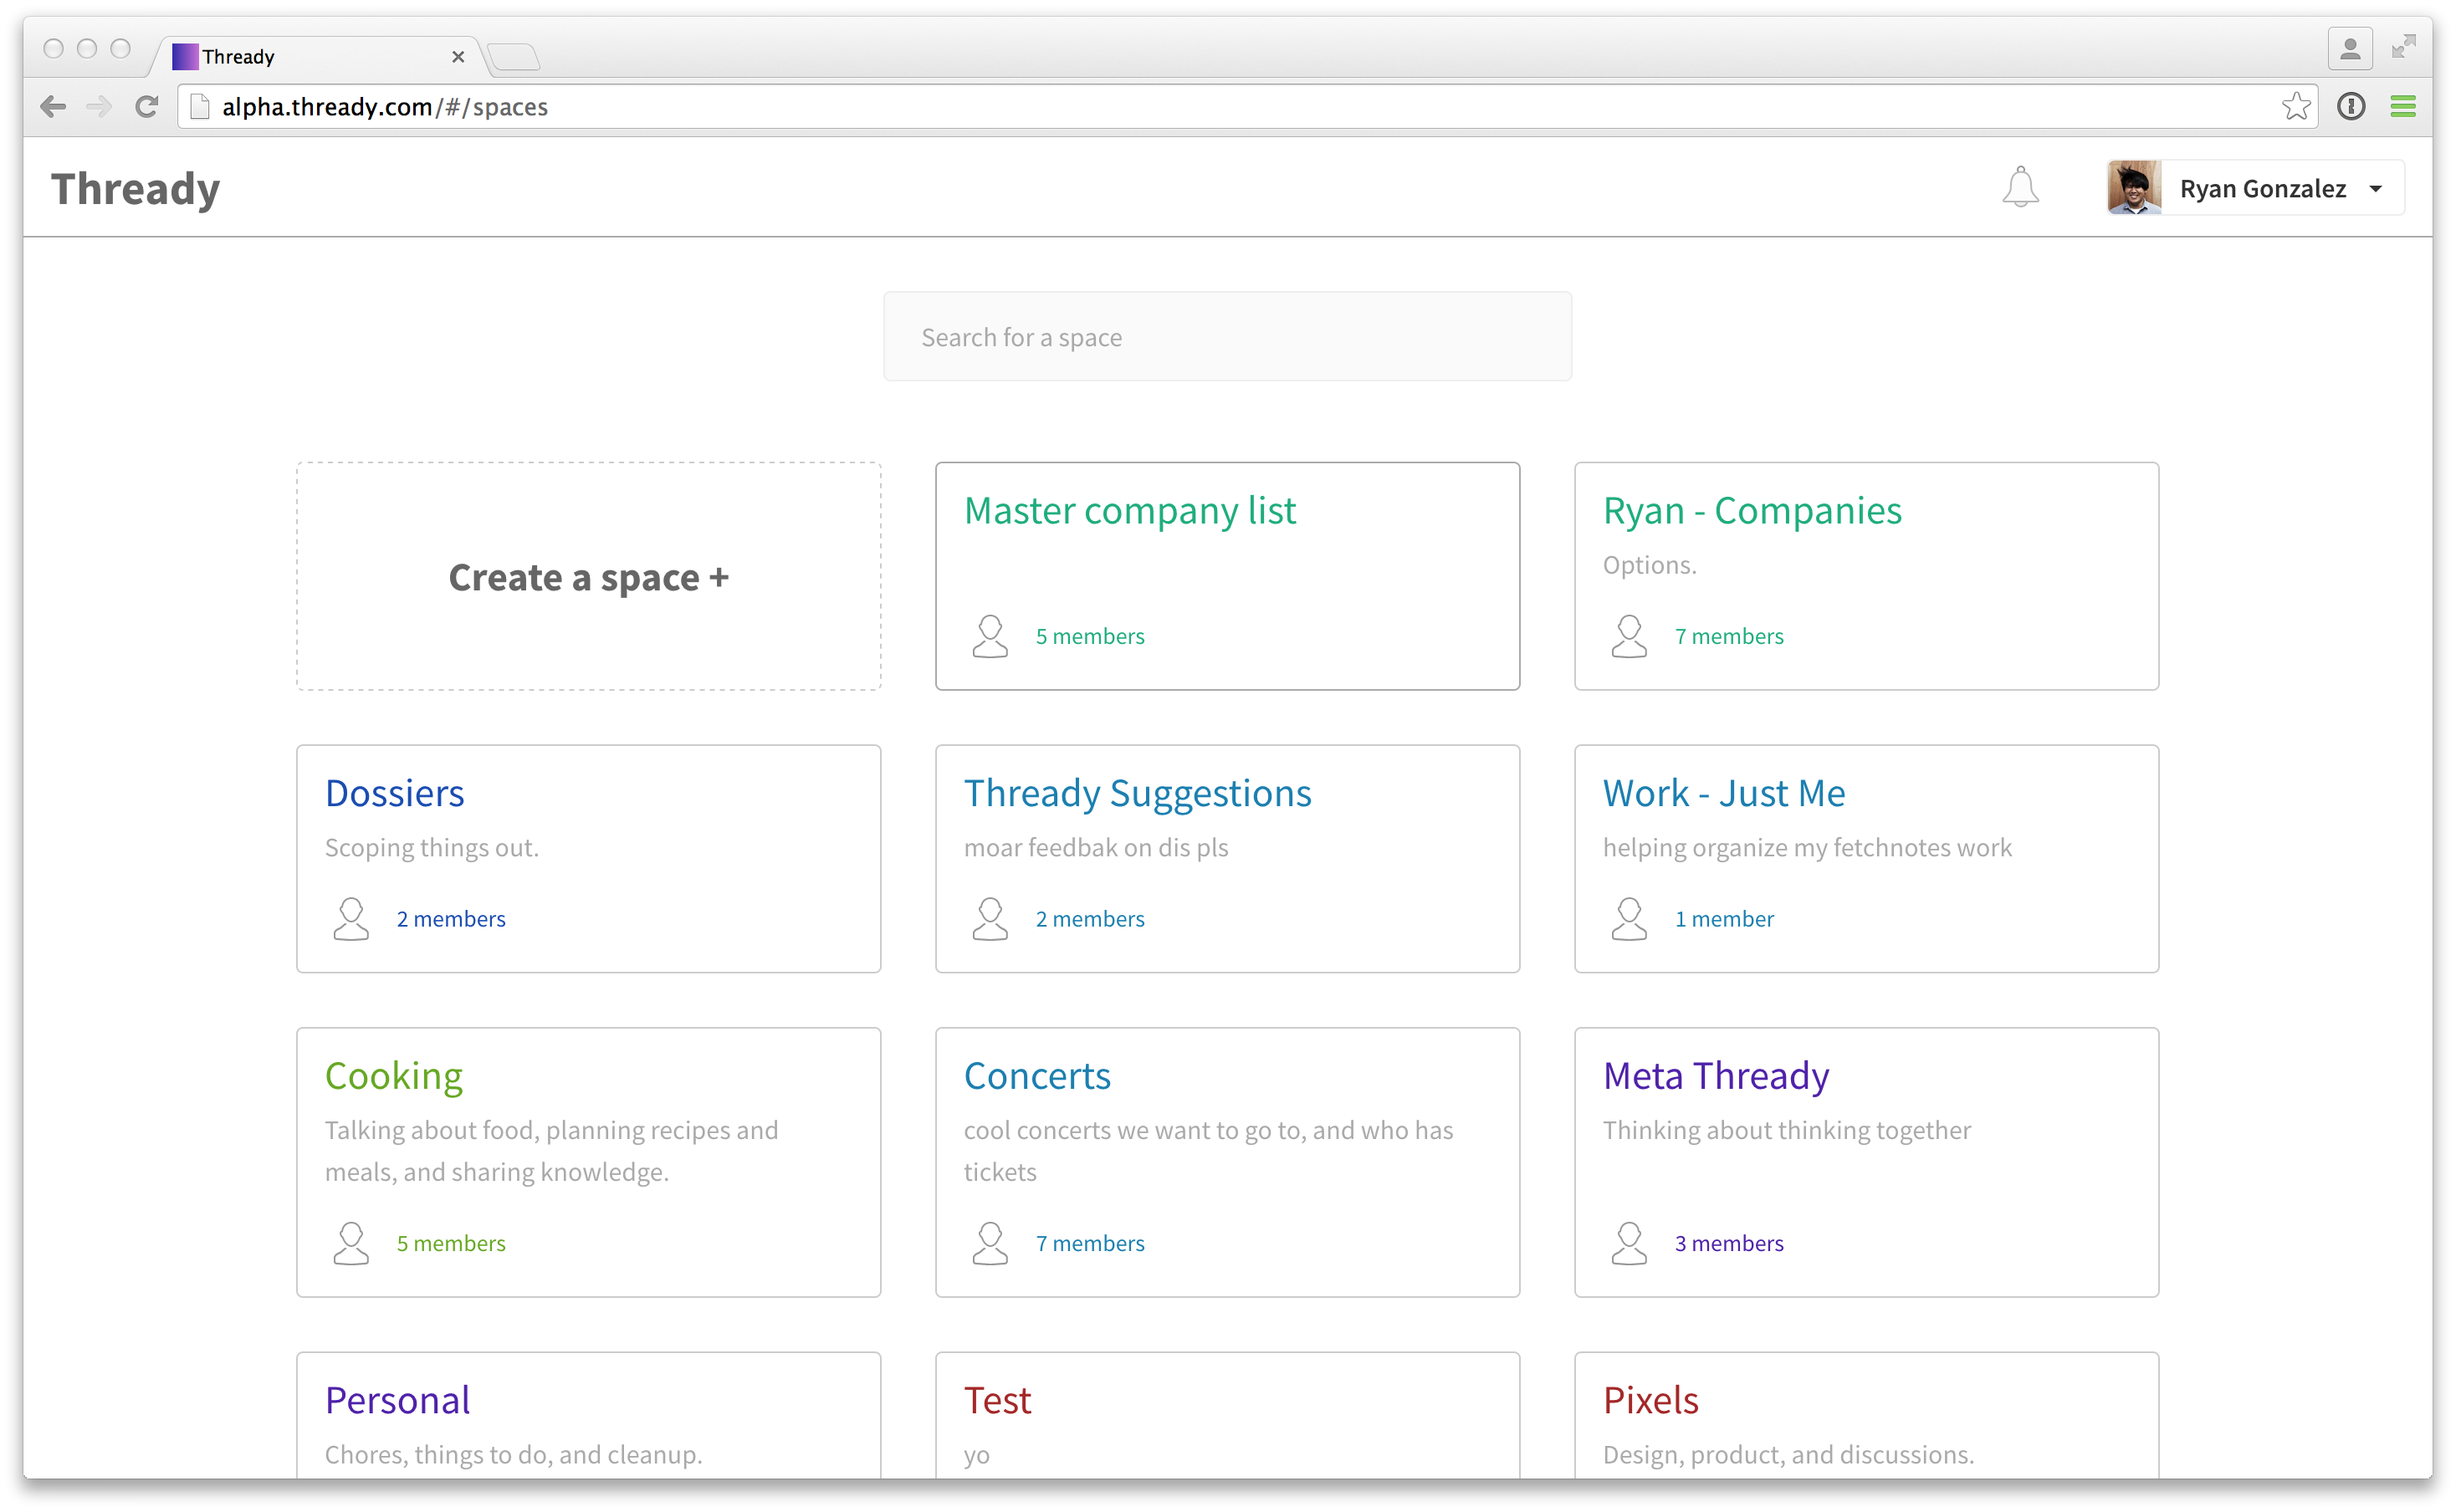 Thready
alpha.thready.com/#/spaces
Thready
Ryan Gonzalez
Search for a space
Create a space +
Master company list
5 members
Ryan - Companies
Options.
7 members
Dossiers
Scoping things out.
2 members
Thready Suggestions
moar feedbak on dis pls
2 members
Work - Just Me
helping organize my fetchnotes work
1 member
Cooking
Talking about food, planning recipes and
meals, and sharing knowledge.
5 members
Concerts
cool concerts we want to go to, and who has
tickets
7 members
Meta Thready
Thinking about thinking together
3 members
Personal
Chores, things to do, and cleanup.
Test
yo
Pixels
Design, product, and discussions.